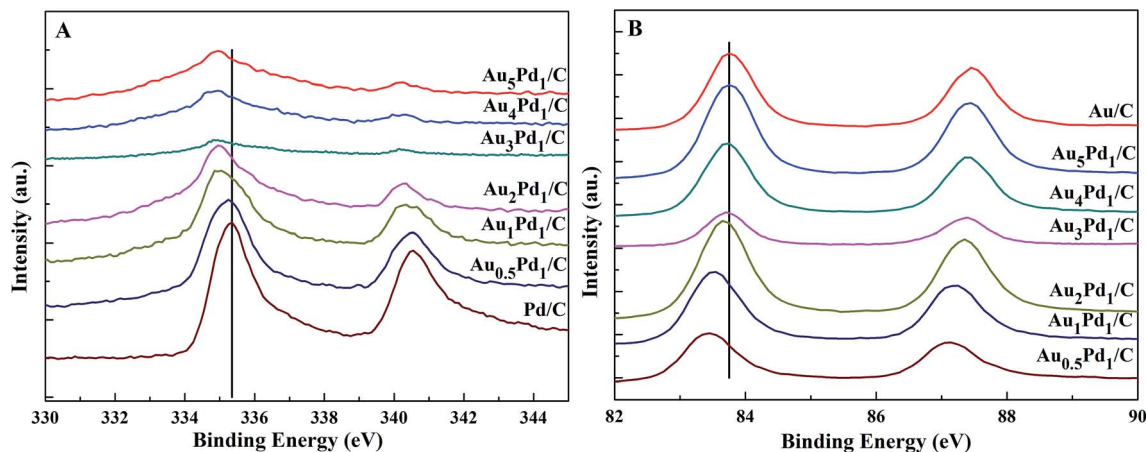 A
Au5Pd1/C
Au4Pd1/C
Au3Pd1/C
Au2Pd1/C
Au1Pd1/C
Au0.5Pd1/C
Pd/C
Intensity (au.)
330 332 334 336 338 340 342 344
Binding Energy (eV)
B
Au/C
Au5Pd1/C
Au4Pd1/C
Au3Pd1/C
Au2Pd1/C
Au1Pd1/C
Au0.5Pd1/C
Intensity (au.)
82 84 86 88 90
Binding Energy (eV)